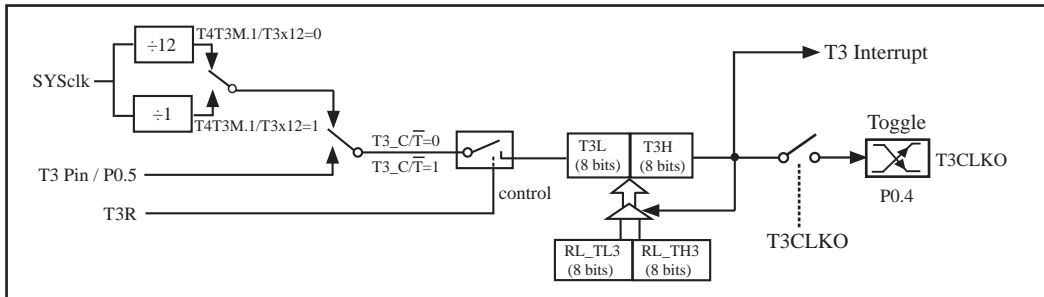 T4T3M.1/T3x12=0
÷12
SYSclk
÷1
T4T3M.1/T3x12=1
T3_C/T̅=0
T3_C/T̅=1
T3 Pin / P0.5
T3R
control
T3L
(8 bits)
T3H
(8 bits)
RL_TL3
(8 bits)
RL_TH3
(8 bits)
T3 Interrupt
Toggle
T3CLKO
P0.4
T3CLKO